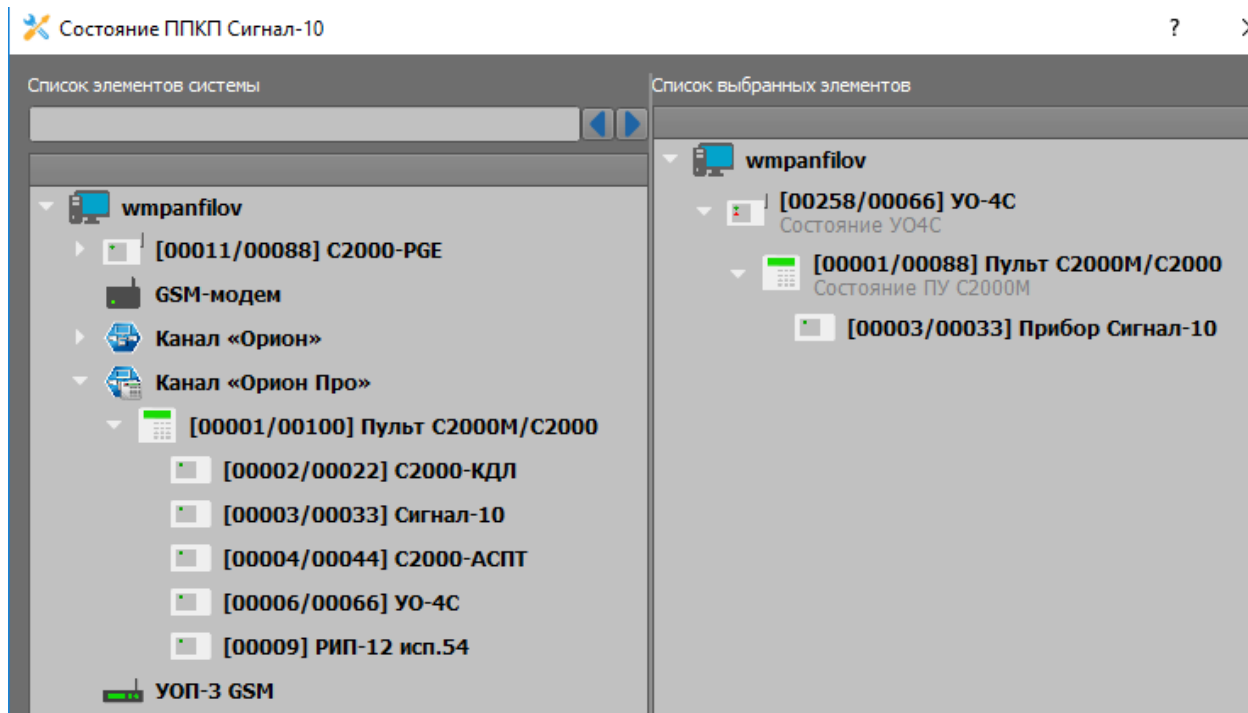 Состояние ППКП Сигнал-10
?
Список элементов системы
wmpanfilov
[00011/00088] С2000-PGE
GSM-модем
Канал «Орион»
Канал «Орион Про»
[00001/00100] Пульт С2000М/С2000
[00002/00022] С2000-КДЛ
[00003/00033] Сигнал-10
[00004/00044] С2000-АСПТ
[00006/00066] УО-4С
[00009] РИП-12 исп.54
УОП-3 GSM
Список выбранных элементов
wmpanfilov
[00258/00066] УО-4С
Состояние УО4С
[00001/00088] Пульт С2000М/С2000
Состояние ПУ С2000М
[00003/00033] Прибор Сигнал-10